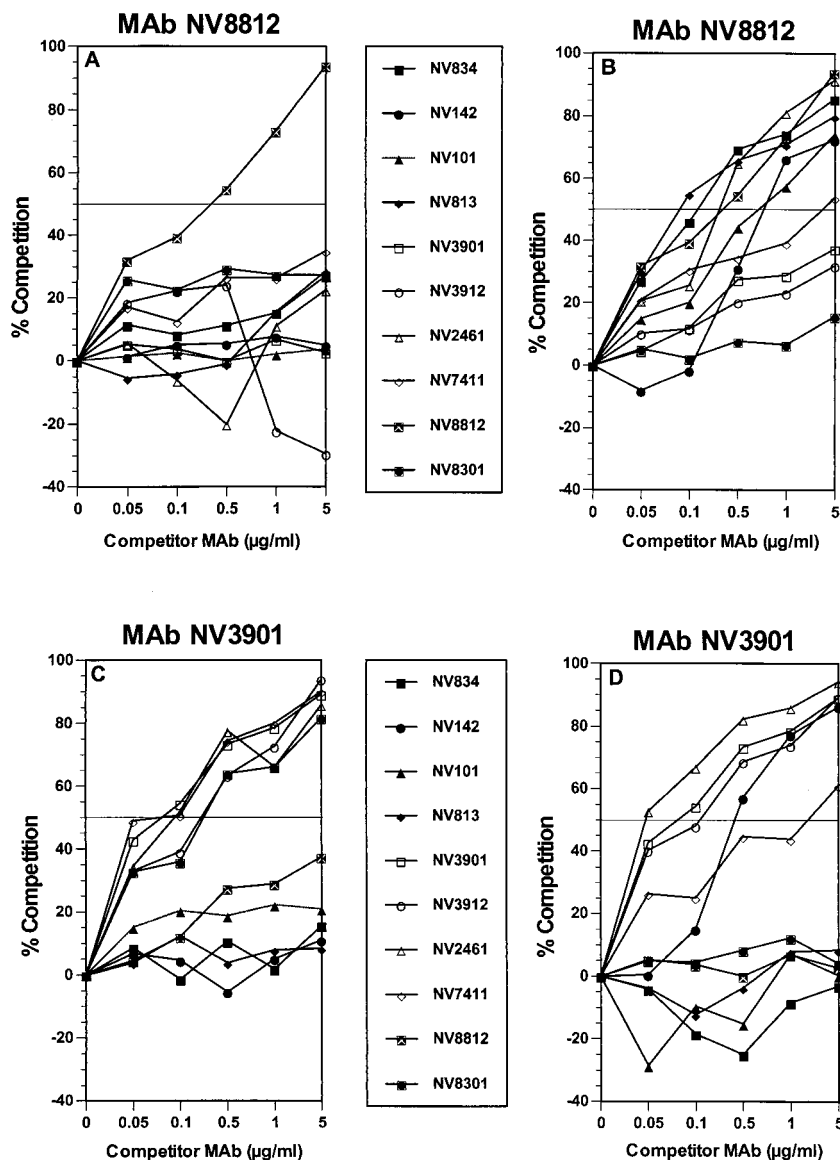 MAb NV8812
A
% Competition
100
80
60
40
20
0
-20
-40
0 0.05 0.1 0.5 1 5
Competitor MAb (µg/ml)
NV834
NV142
NV101
NV813
NV3901
NV3912
NV2461
NV7411
NV8812
NV8301
MAb NV8812
B
% Competition
100
80
60
40
20
0
-20
-40
0 0.05 0.1 0.5 1 5
Competitor MAb (µg/ml)
MAb NV3901
C
% Competition
100
80
60
40
20
0
-20
-40
0 0.05 0.1 0.5 1 5
Competitor MAb (µg/ml)
NV834
NV142
NV101
NV813
NV3901
NV3912
NV2461
NV7411
NV8812
NV8301
MAb NV3901
D
% Competition
100
80
60
40
20
0
-20
-40
0 0.05 0.1 0.5 1 5
Competitor MAb (µg/ml)